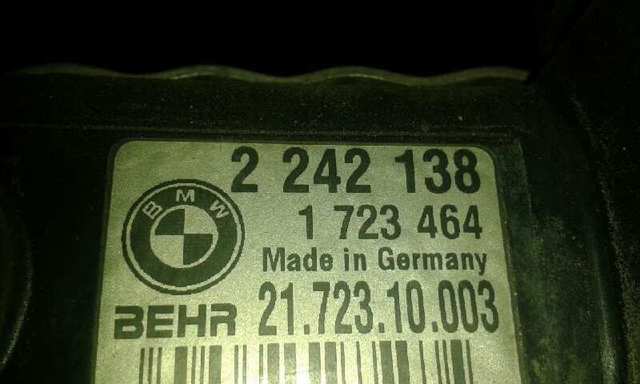 2 242 138
BMW
1 723 464
Made in Germany
BEHR 21.723.10.003